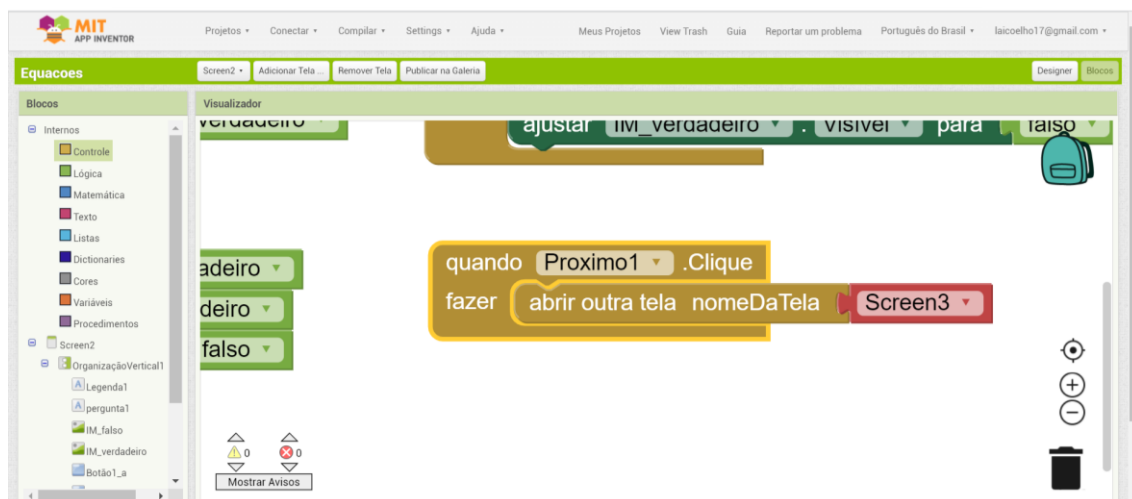 MIT
APP INVENTOR
Projetos Conectar Compilar Settings Ajuda Meus Projetos View Trash Guia Reportar um problema Português do Brasil laicoelho17@gmail.com
Equacoes
Screen2 Adicionar Tela ... Remover Tela Publicar na Galeria Designer Blocos
Blocos
Visualizador
Internos
Controle
Lógica
Matemática
Texto
Listas
Dictionaries
Cores
Variáveis
Procedimentos
Screen2
OrganizaçãoVertical1
Legenda1
pergunta1
IM_falso
IM_verdadeiro
Botão1_a
verdadeiro
ajustar IM_verdadeiro . Visível para falso
adeiro
deiro
falso
quando Proximo1 .Clique
fazer abrir outra tela nomeDaTela Screen3
0 0
Mostrar Avisos